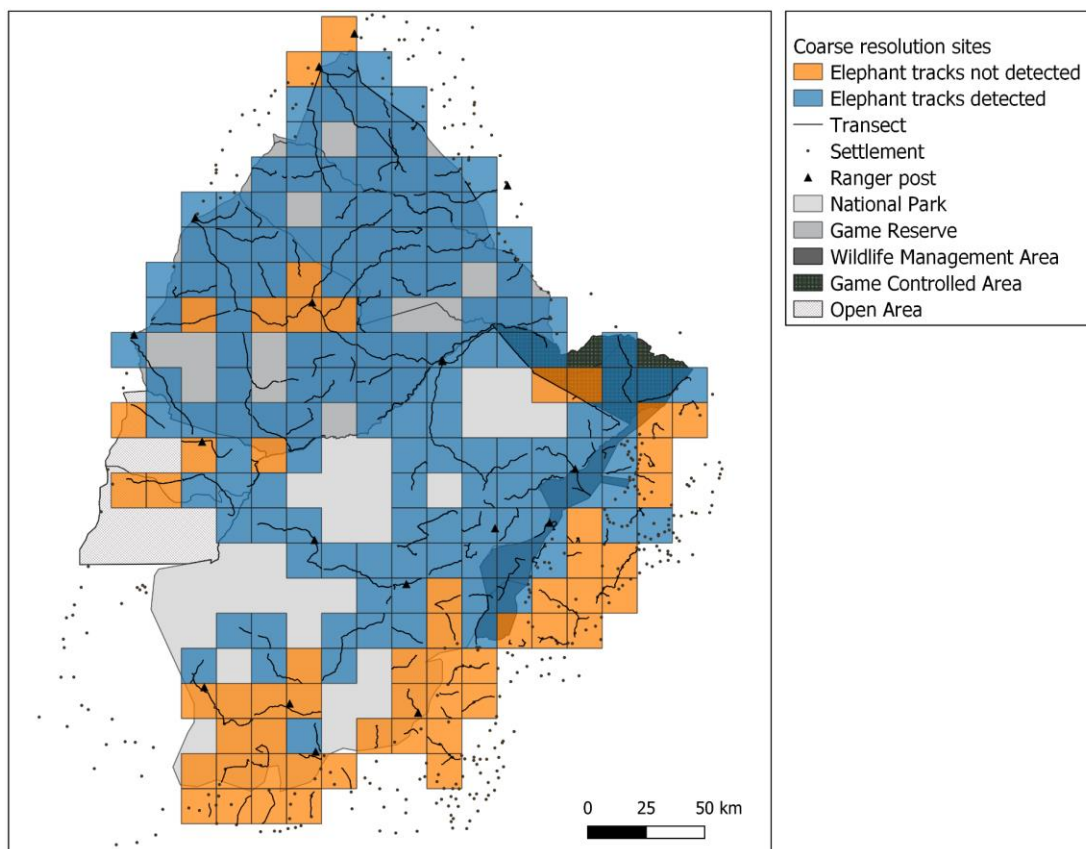 Coarse resolution sites
Elephant tracks not detected
Elephant tracks detected
Transect
Settlement
Ranger post
National Park
Game Reserve
Wildlife Management Area
Game Controlled Area
Open Area
0 25 50 km